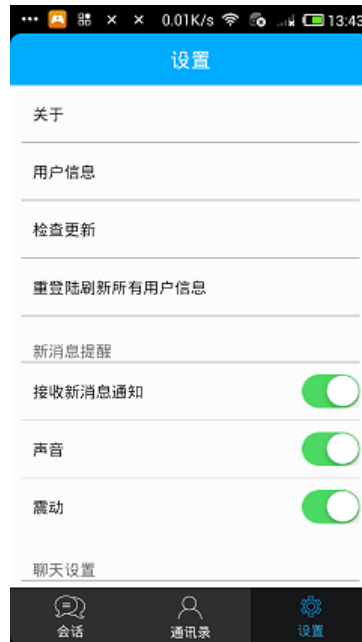 0.01K/s 13:43
设置
关于
用户信息
检查更新
重登陆刷新所有用户信息
新消息提醒
接收新消息通知
声音
震动
聊天设置
会话 通讯录 设置